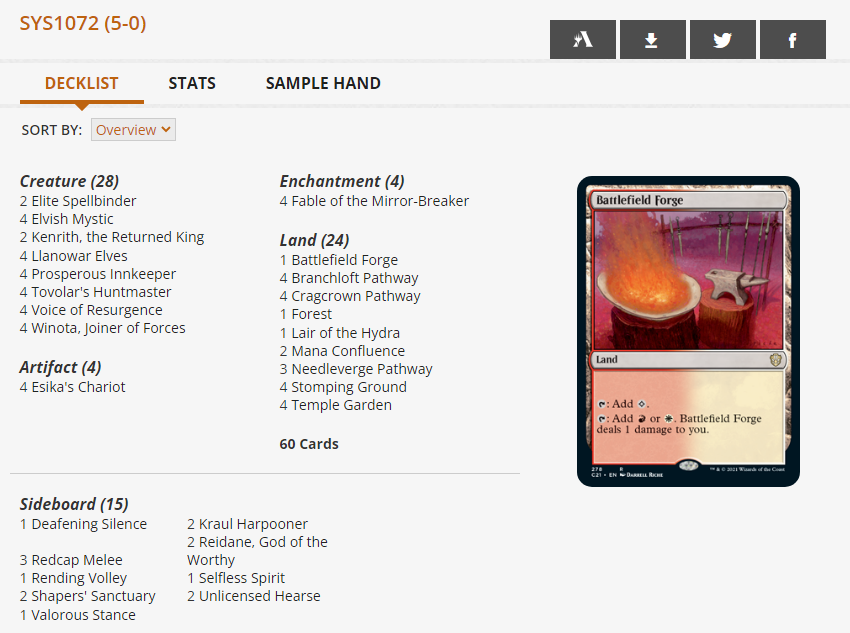 SYS1072 (5-0)
DECKLIST
STATS
SAMPLE HAND
SORT BY: Overview
Creature (28)
2 Elite Spellbinder
4 Elvish Mystic
2 Kenrith, the Returned King
4 Llanowar Elves
4 Prosperous Innkeeper
4 Tovolar's Huntmaster
4 Voice of Resurgence
4 Winota, Joiner of Forces
Artifact (4)
4 Esika's Chariot
Enchantment (4)
4 Fable of the Mirror-Breaker
Land (24)
1 Battlefield Forge
4 Branchloft Pathway
4 Cragcrown Pathway
1 Forest
1 Lair of the Hydra
2 Mana Confluence
3 Needleverge Pathway
4 Stomping Ground
4 Temple Garden
60 Cards
Battlefield Forge
Land
: Add .
: Add or . Battlefield Forge
deals 1 damage to you.
276 R
C21 • EN DARRELL RICHE
™ & © 2021 Wizards of the Coast
Sideboard (15)
1 Deafening Silence
3 Redcap Melee
1 Rending Volley
2 Shapers' Sanctuary
1 Valorous Stance
2 Kraul Harpooner
2 Reidane, God of the
Worthy
1 Selfless Spirit
2 Unlicensed Hearse